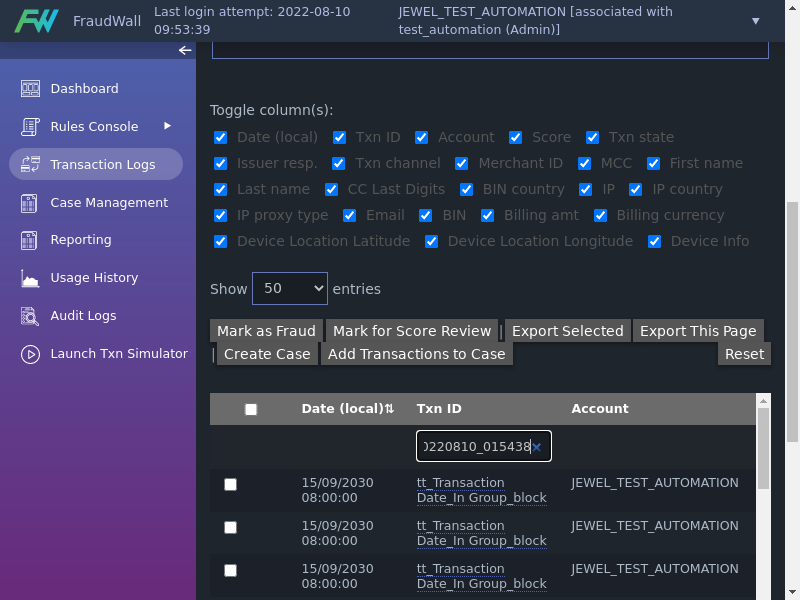 FraudWall
Last login attempt: 2022-08-10
09:53:39
JEWEL_TEST_AUTOMATION [associated with
test_automation (Admin)]
Dashboard
Rules Console
Transaction Logs
Case Management
Reporting
Usage History
Audit Logs
Launch Txn Simulator
Toggle column(s):
Date (local) Txn ID Account Score Txn state
Issuer resp. Txn channel Merchant ID MCC First name
Last name CC Last Digits BIN country IP IP country
IP proxy type Email BIN Billing amt Billing currency
Device Location Latitude Device Location Longitude Device Info
Show 50 entries
Mark as Fraud Mark for Score Review | Export Selected Export This Page
| Create Case Add Transactions to Case Reset
Date (local) Txn ID Account
0220810_015438
15/09/2030 tt_Transaction JEWEL_TEST_AUTOMATION
08:00:00 Date_In Group_block
15/09/2030 tt_Transaction JEWEL_TEST_AUTOMATION
08:00:00 Date_In Group_block
15/09/2030 tt_Transaction JEWEL_TEST_AUTOMATION
08:00:00 Date_In Group_block